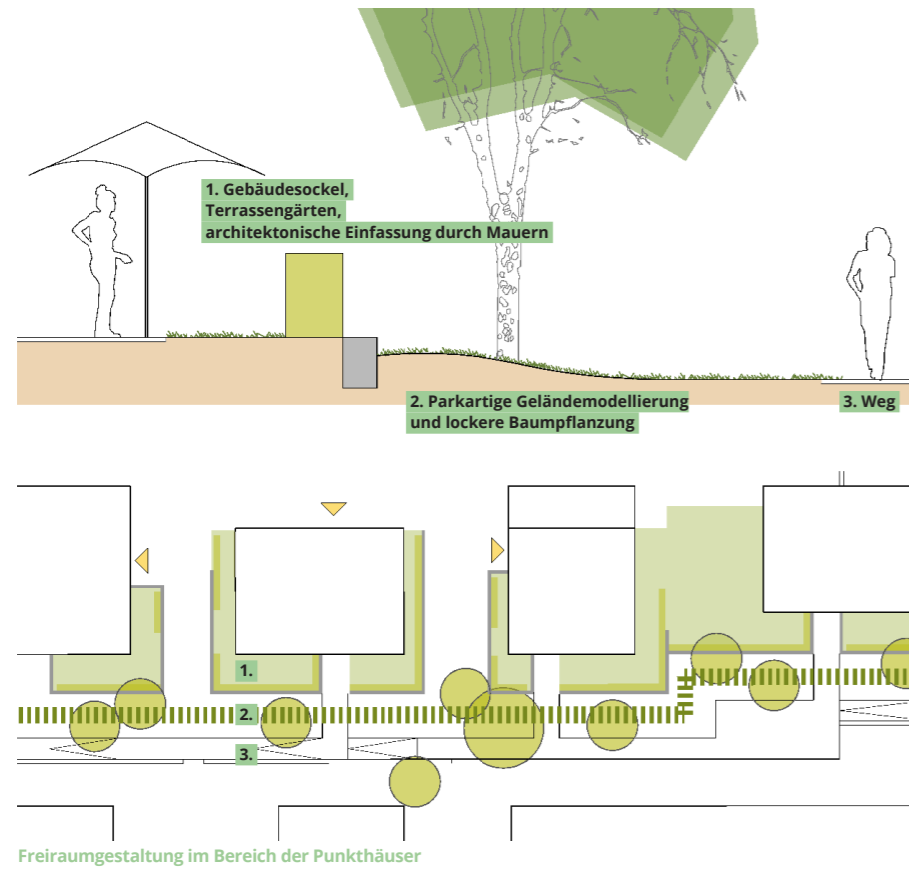 1. Gebäudesockel,
Terrassengärten,
architektonische Einfassung durch Mauern
2. Parkartige Geländemodellierung
und lockere Baumpflanzung
3. Weg
1.
2.
3.
Freiraumgestaltung im Bereich der Punkthäuser